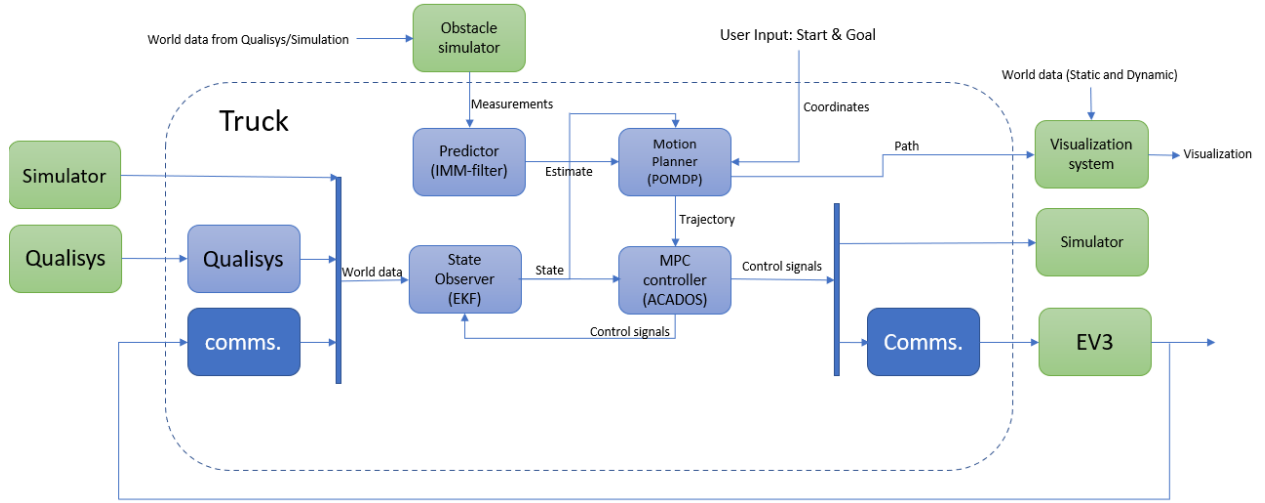 World data from Qualisys/Simulation
Obstacle
simulator
User Input: Start & Goal
World data (Static and Dynamic)
Measurements
Coordinates
Truck
Predictor
(IMM-filter)
Estimate
Motion
Planner
(POMDP)
Path
Visualization
system
Visualization
Simulator
Trajectory
Qualisys
Qualisys
World data
State
Observer
(EKF)
State
MPC
controller
(ACADOS)
Control signals
Simulator
Control signals
comms.
Comms.
EV3